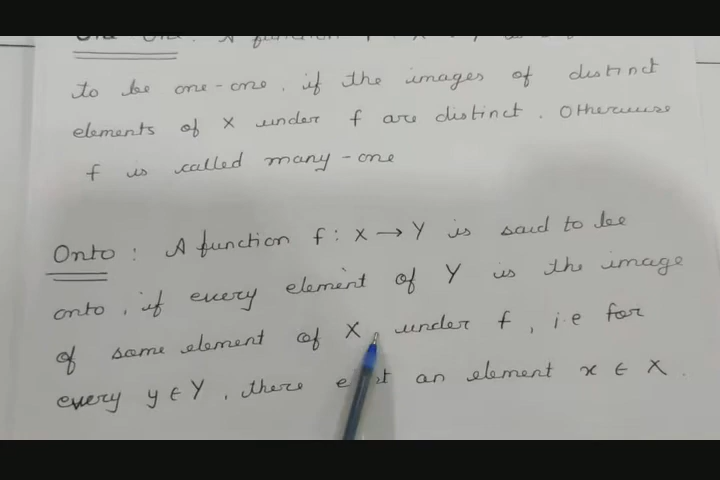 to be one-one, if the images of distinct
elements of X under f are distinct. Otherwise
f is called many-one
Onto : A function f : X → Y is said to be
onto, if every element of Y is the image
of some element of X under f, i.e for
every y ∈ Y, there an element x ∈ X.